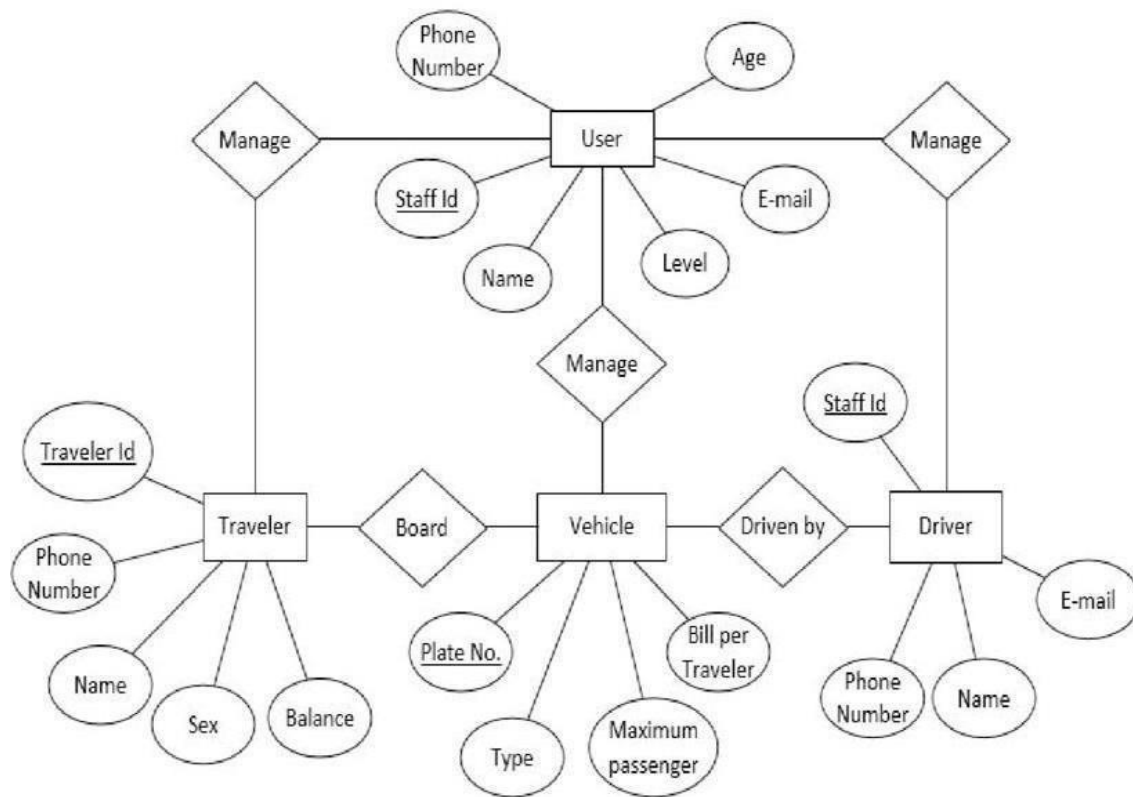 Phone
Number
Age
Manage
User
Manage
Staff Id
E-mail
Name
Level
Manage
Staff Id
Traveler Id
Traveler
Board
Vehicle
Driven by
Driver
Phone
Number
E-mail
Name
Sex
Balance
Plate No.
Bill per
Traveler
Type
Maximum
passenger
Phone
Number
Name